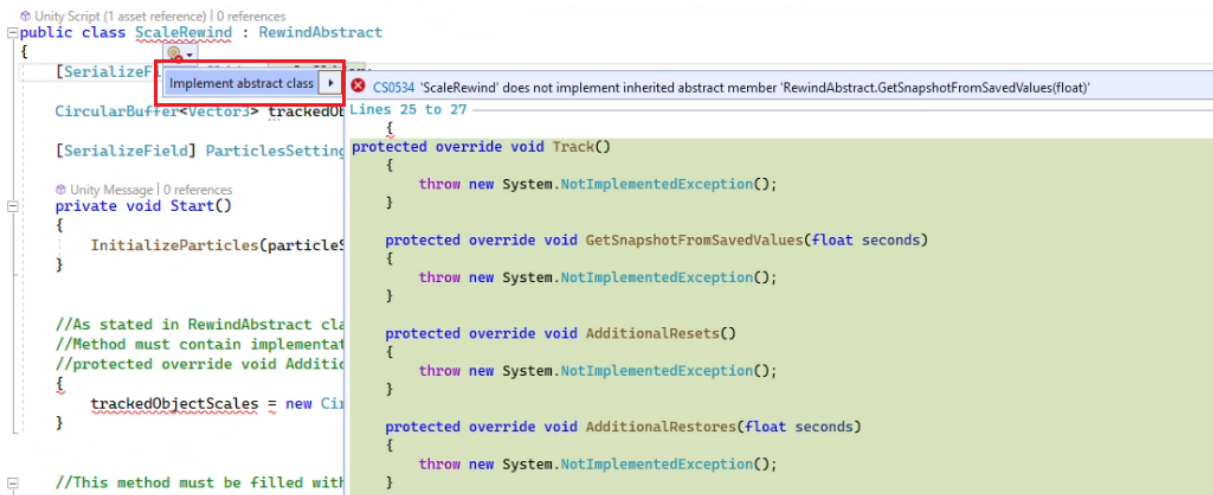 Unity Script (1 asset reference) | 0 references
public class ScaleRewind : RewindAbstract
{
[SerializeFi
Implement abstract class
CS0534 'ScaleRewind' does not implement inherited abstract member 'RewindAbstract.GetSnapshotFromSavedValues(float)'
CircularBuffer<Vector3> trackedOb
Lines 25 to 27
{
[SerializeField] ParticlesSetting
protected override void Track()
{
throw new System.NotImplementedException();
}
Unity Message | 0 references
private void Start()
{
InitializeParticles(particleS
}
protected override void GetSnapshotFromSavedValues(float seconds)
{
throw new System.NotImplementedException();
}
//As stated in RewindAbstract cla
//Method must contain implementat
//protected override void Additio
{
trackedObjectScales = new Cir
}
protected override void AdditionalResets()
{
throw new System.NotImplementedException();
}
protected override void AdditionalRestores(float seconds)
{
throw new System.NotImplementedException();
}
//This method must be filled with